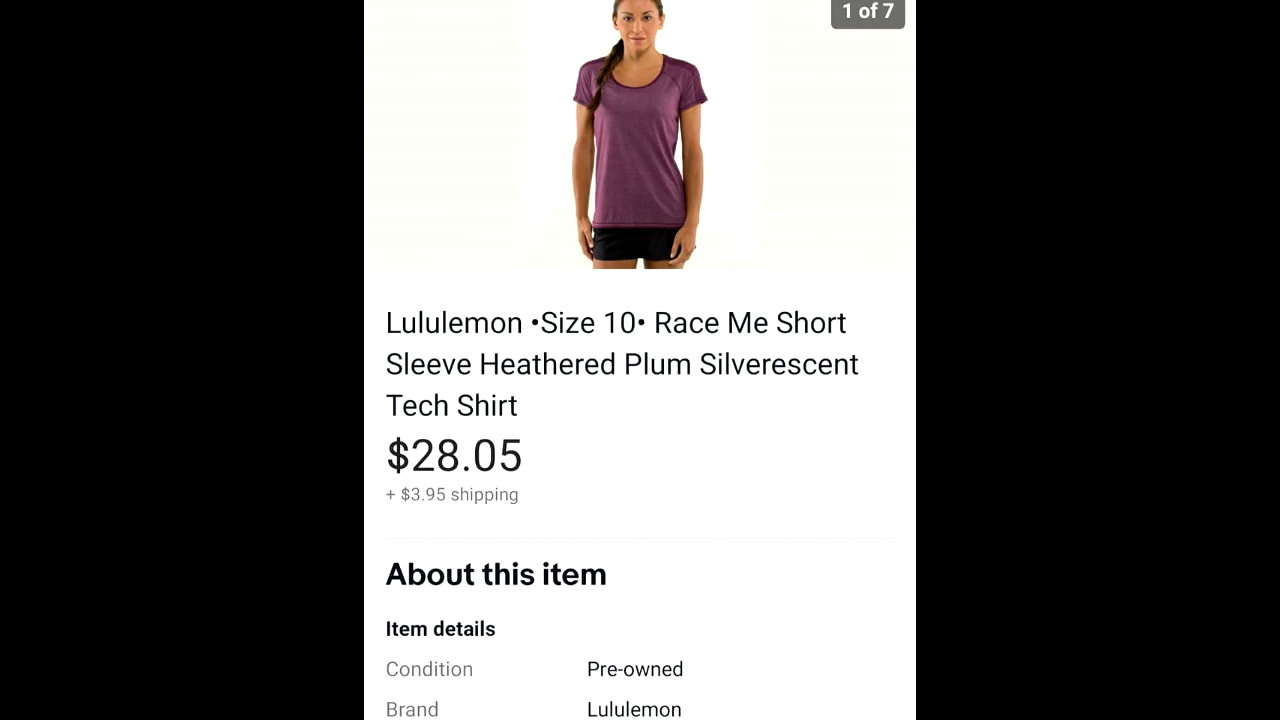 1 of 7
Lululemon •Size 10• Race Me Short
Sleeve Heathered Plum Silverescent
Tech Shirt
$28.05
+ $3.95 shipping
About this item
Item details
Condition Pre-owned
Brand Lululemon